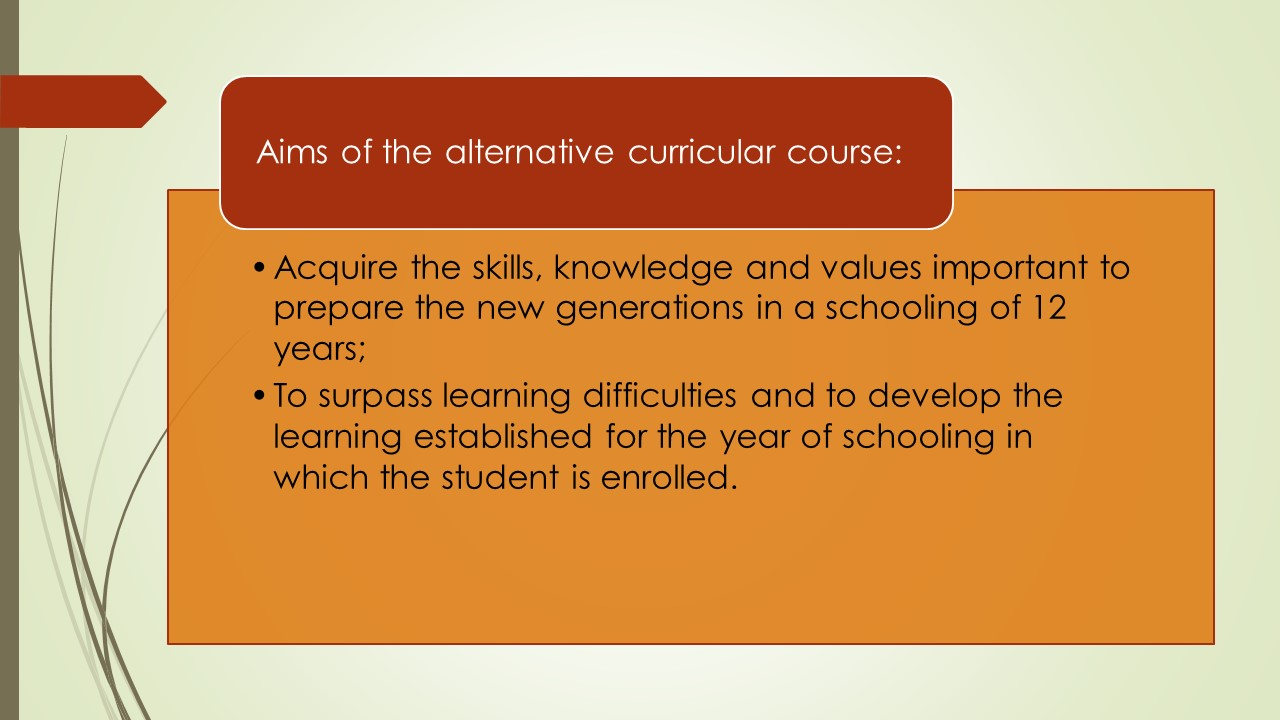 Aims of the alternative curricular course:
• Acquire the skills, knowledge and values important to
prepare the new generations in a schooling of 12
years;
• To surpass learning difficulties and to develop the
learning established for the year of schooling in
which the student is enrolled.